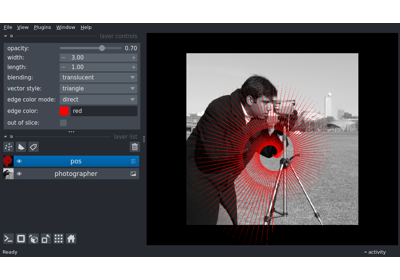 File View Plugins Window Help
layer controls
opacity: 0.70
width: 3.00
length: 1.00
blending: translucent
vector style: triangle
edge color mode: direct
edge color: red
out of slice:
layer list
pos
photographer
Ready
activity